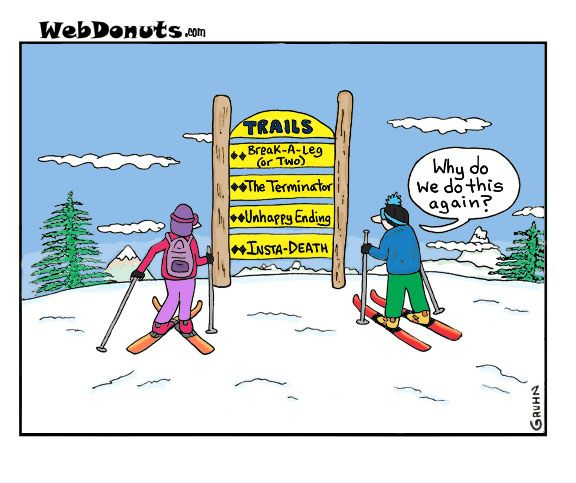 WebDonuts.com
TRAILS
◆◆Break-A-Leg
(or Two)
◆◆The Terminator
◆◆Unhappy Ending
◆◆Insta-Death
Why do
we do this
again?
GRUHN